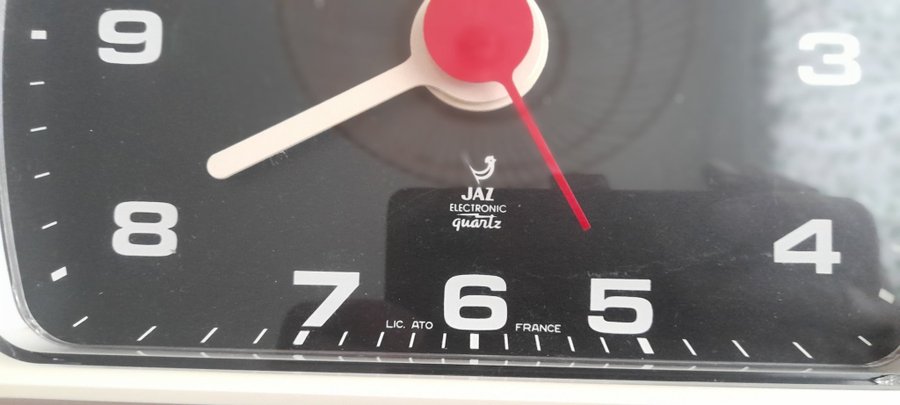 9
3
JAZ
ELECTRONIC
quartz
8
4
7
6
5
LIC. ATO
FRANCE